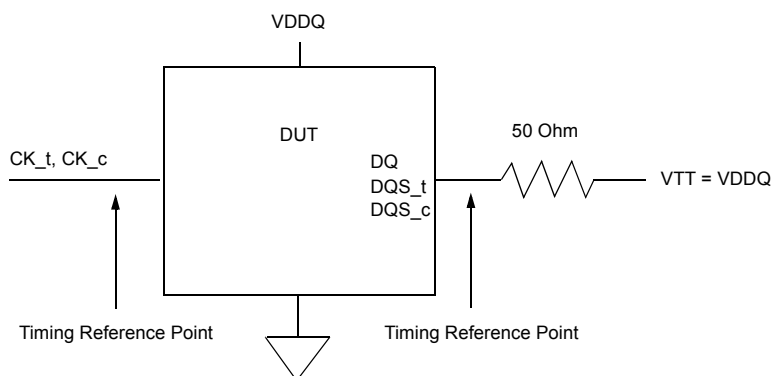 VDDQ
DUT
50 Ohm
CK_t, CK_c
DQ
DQS_t
DQS_c
VTT = VDDQ
Timing Reference Point
Timing Reference Point